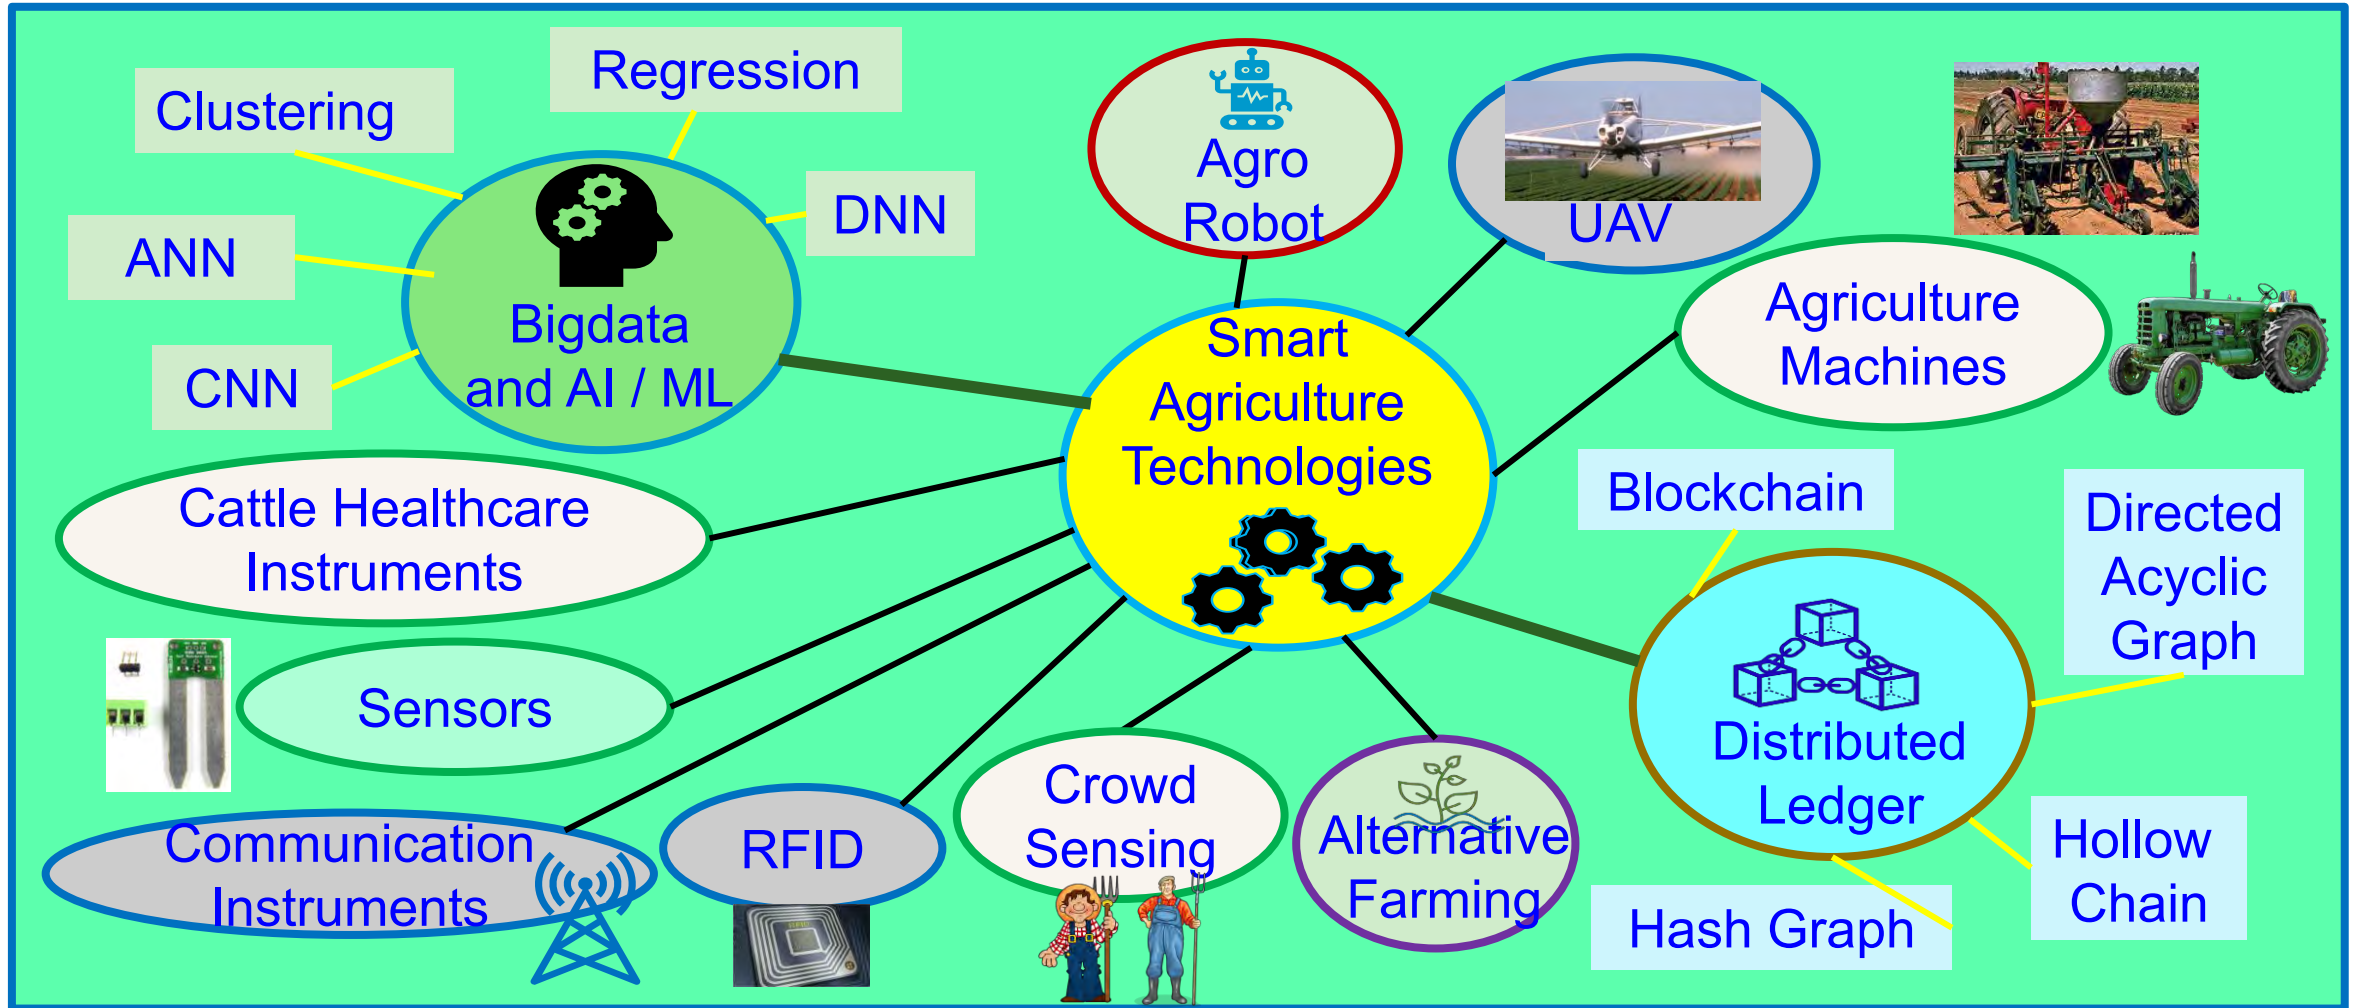 Regression
Clustering
DNN
ANN
CNN
Bigdata
and AI / ML
Agro
Robot
UAV
Agriculture
Machines
Smart
Agriculture
Technologies
Cattle Healthcare
Instruments
Sensors
Communication
Instruments
RFID
Crowd
Sensing
Alternative
Farming
Blockchain
Directed
Acyclic
Graph
Distributed
Ledger
Hollow
Chain
Hash Graph